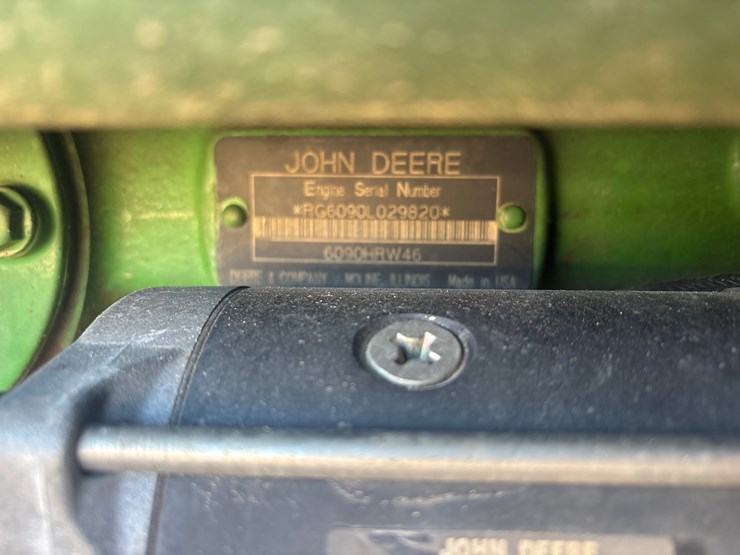 JOHN DEERE
Engine Serial Number
*RG6090L029820*
6090HRW46
DEERE & COMPANY MOLINE, ILLINOIS Made in USA
JOHN DEERE